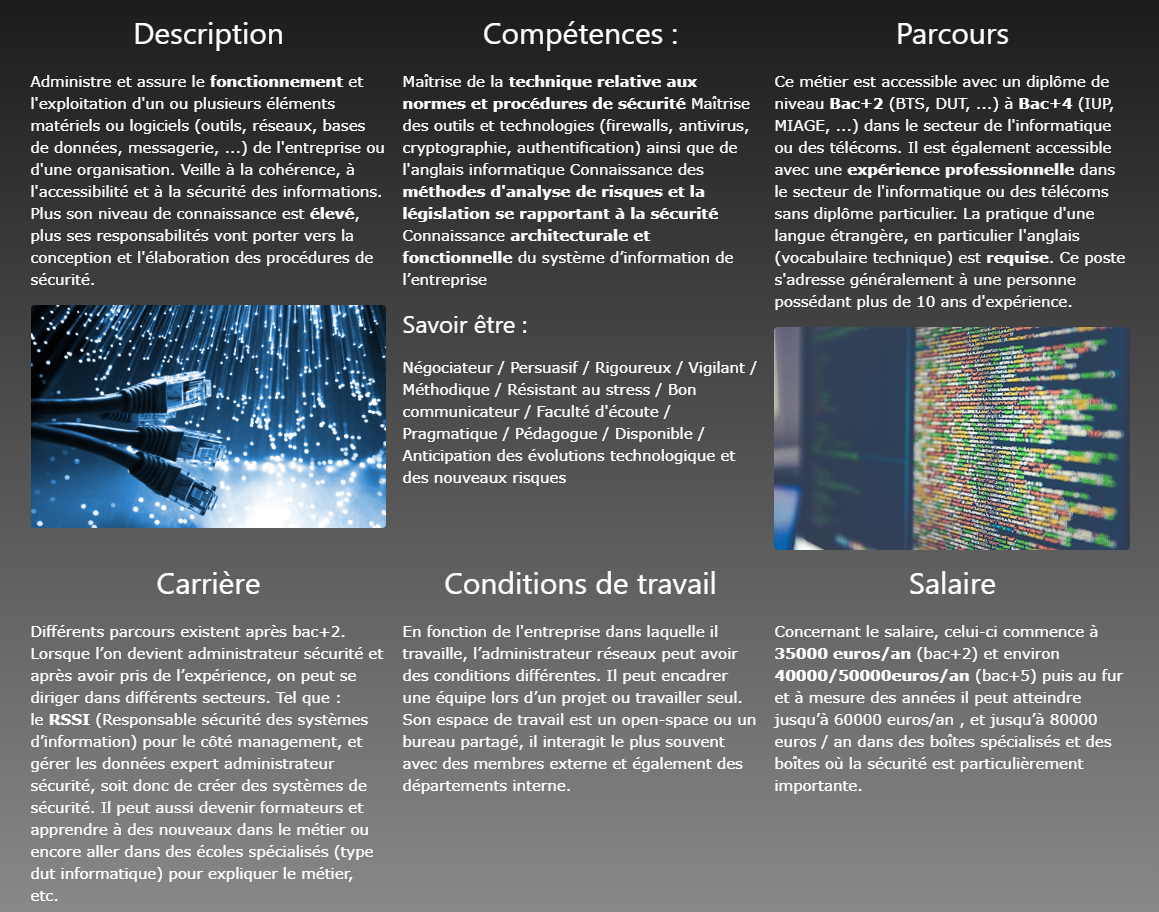 Description
Administre et assure le fonctionnement et
l'exploitation d'un ou plusieurs éléments
matériels ou logiciels (outils, réseaux, bases
de données, messagerie, ...) de l'entreprise ou
d'une organisation. Veille à la cohérence, à
l'accessibilité et à la sécurité des informations.
Plus son niveau de connaissance est élevé,
plus ses responsabilités vont porter vers la
conception et l'élaboration des procédures de
sécurité.
Compétences :
Maîtrise de la technique relative aux
normes et procédures de sécurité Maîtrise
des outils et technologies (firewalls, antivirus,
cryptographie, authentification) ainsi que de
l'anglais informatique Connaissance des
méthodes d'analyse de risques et la
législation se rapportant à la sécurité
Connaissance architecturale et
fonctionnelle du système d’information de
l’entreprise
Savoir être :
Négociateur / Persuasif / Rigoureux / Vigilant /
Méthodique / Résistant au stress / Bon
communicateur / Faculté d'écoute /
Pragmatique / Pédagogue / Disponible /
Anticipation des évolutions technologique et
des nouveaux risques
Parcours
Ce métier est accessible avec un diplôme de
niveau Bac+2 (BTS, DUT, ...) à Bac+4 (IUP,
MIAGE, ...) dans le secteur de l'informatique
ou des télécoms. Il est également accessible
avec une expérience professionnelle dans
le secteur de l'informatique ou des télécoms
sans diplôme particulier. La pratique d'une
langue étrangère, en particulier l'anglais
(vocabulaire technique) est requise. Ce poste
s'adresse généralement à une personne
possédant plus de 10 ans d'expérience.
Carrière
Différents parcours existent après bac+2.
Lorsque l’on devient administrateur sécurité et
après avoir pris de l’expérience, on peut se
diriger dans différents secteurs. Tel que :
le RSSI (Responsable sécurité des systèmes
d’information) pour le côté management, et
gérer les données expert administrateur
sécurité, soit donc de créer des systèmes de
sécurité. Il peut aussi devenir formateurs et
apprendre à des nouveaux dans le métier ou
encore aller dans des écoles spécialisés (type
dut informatique) pour expliquer le métier,
etc.
Conditions de travail
En fonction de l'entreprise dans laquelle il
travaille, l’administrateur réseaux peut avoir
des conditions différentes. Il peut encadrer
une équipe lors d’un projet ou travailler seul.
Son espace de travail est un open-space ou un
bureau partagé, il interagit le plus souvent
avec des membres externe et également des
départements interne.
Salaire
Concernant le salaire, celui-ci commence à
35000 euros/an (bac+2) et environ
40000/50000euros/an (bac+5) puis au fur
et à mesure des années il peut atteindre
jusqu’à 60000 euros/an , et jusqu’à 80000
euros / an dans des boîtes spécialisés et des
boîtes où la sécurité est particulièrement
importante.